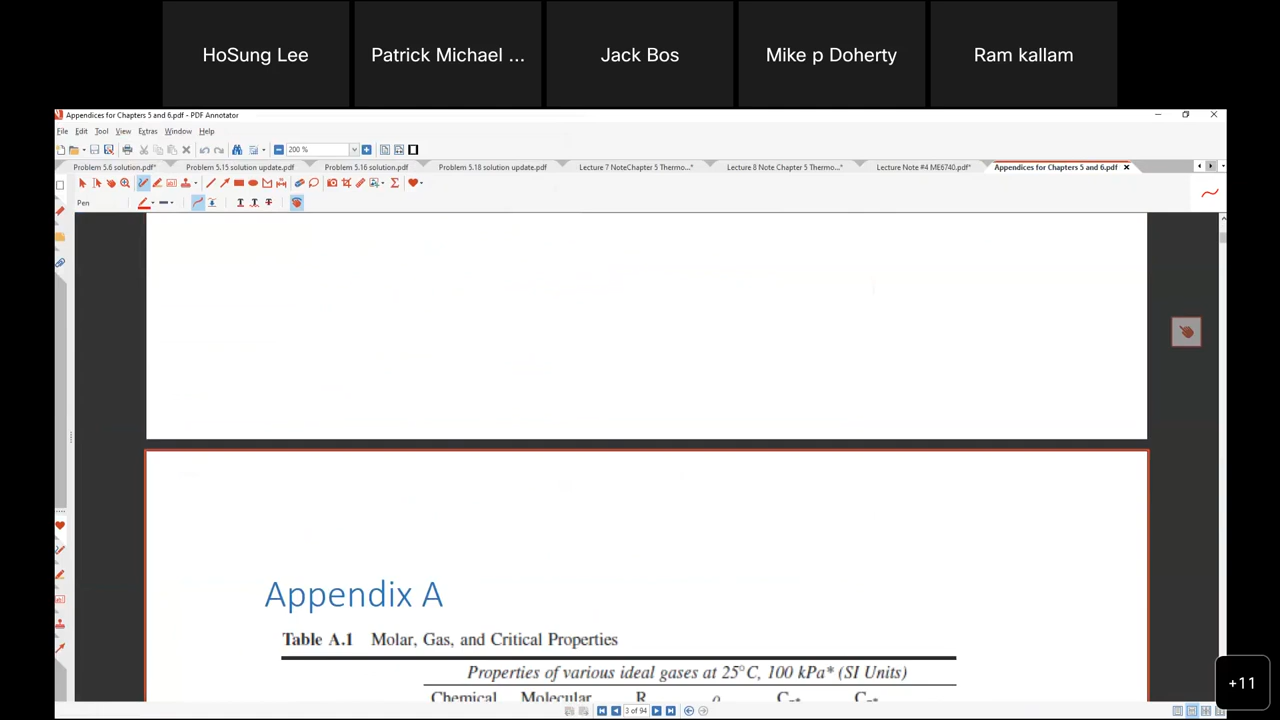 HoSung Lee
Patrick Michael ...
Jack Bos
Mike p Doherty
Ram kallam
Appendices for Chapters 5 and 6.pdf - PDF Annotator
File Edit Tool View Extras Window Help
200 %
Problem 5.6 solution.pdf* Problem 5.15 solution update.pdf Problem 5.16 solution.pdf Problem 5.18 solution update.pdf Lecture 7 NoteChapter 5 Thermo...* Lecture 8 Note Chapter 5 Thermo...* Lecture Note #4 ME6740.pdf* Appendices for Chapters 5 and 6.pdf
Pen
Appendix A
Table A.1 Molar, Gas, and Critical Properties
Properties of various ideal gases at 25°C, 100 kPa* (SI Units)
Chemical Molecular R ρ
3 of 94
+11